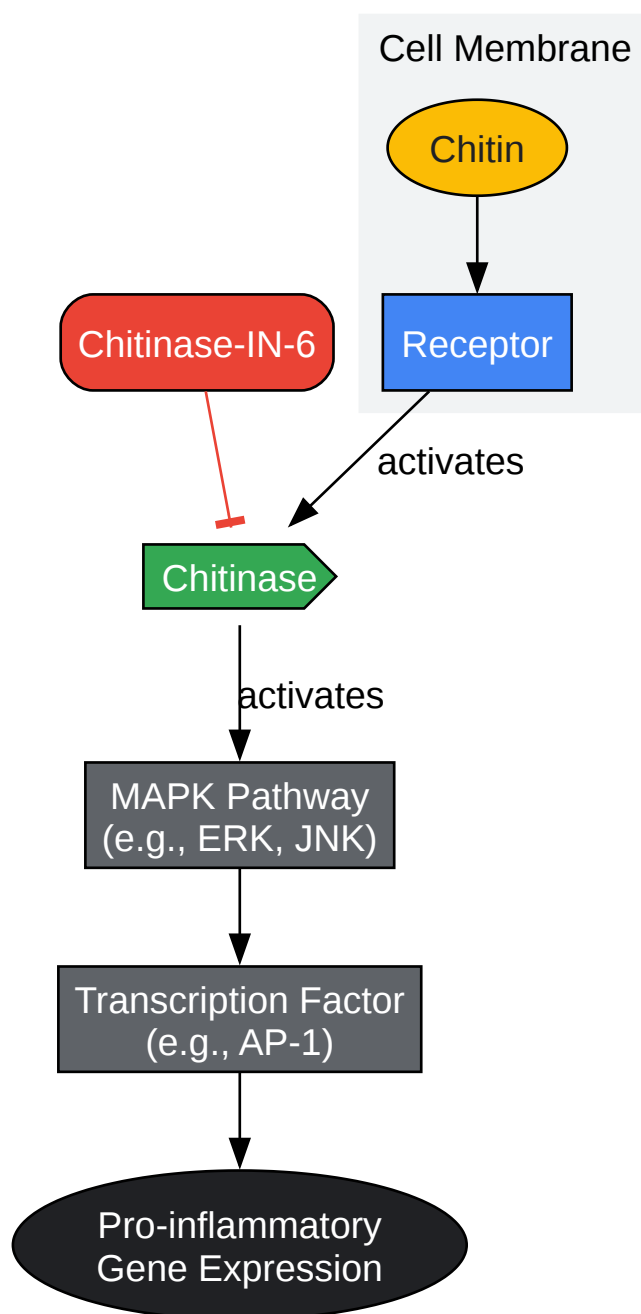 Cell Membrane
Chitin
Chitinase-IN-6
Receptor
activates
Chitinase
activates
MAPK Pathway
(e.g., ERK, JNK)
Transcription Factor
(e.g., AP-1)
Pro-inflammatory
Gene Expression